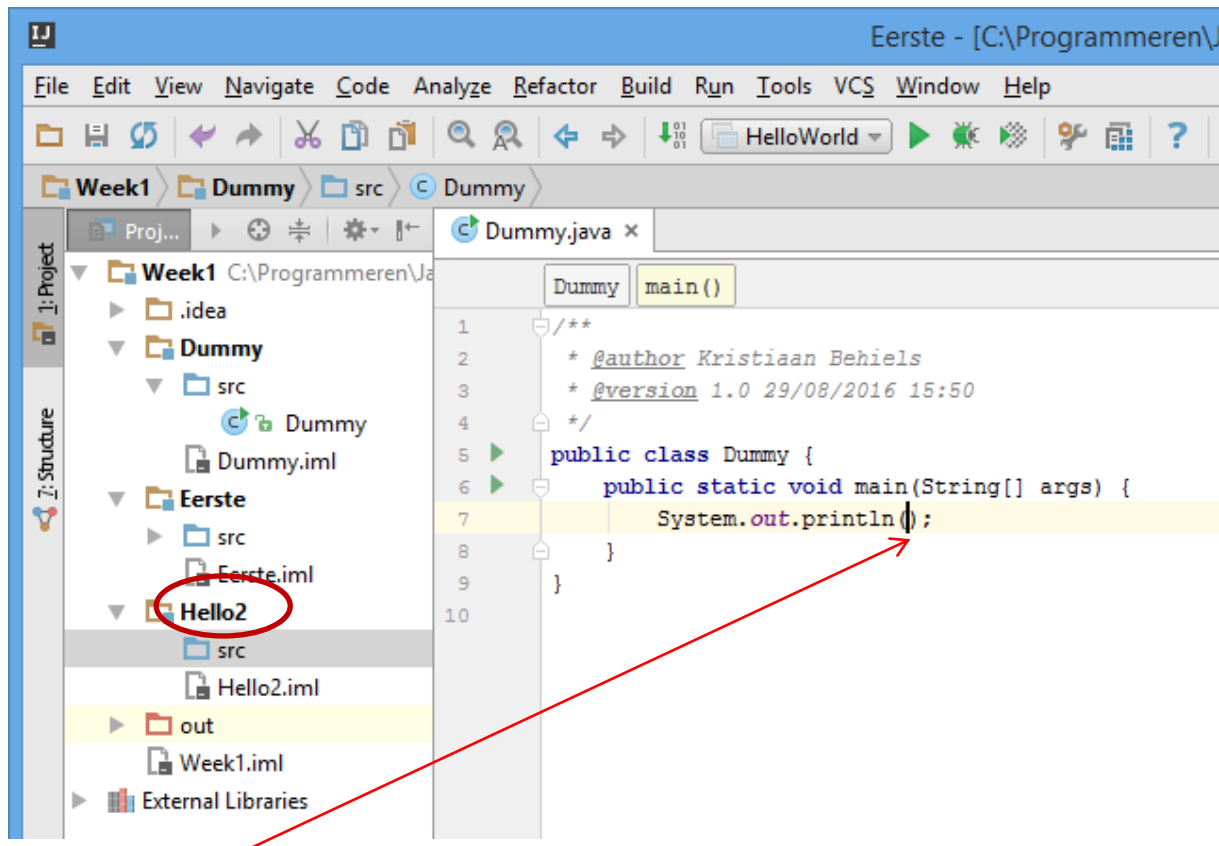 IJ
Eerste - [C:\Programmeren\J
File Edit View Navigate Code Analyze Refactor Build Run Tools VCS Window Help
HelloWorld
?
Week1 Dummy src C Dummy
1: Project
7: Structure
Proj...
Week1 C:\Programmeren\Ja
.idea
Dummy
src
C Dummy
Dummy.iml
Eerste
src
Eerste.iml
Hello2
src
Hello2.iml
out
Week1.iml
External Libraries
C Dummy.java ×
Dummy main()
1 /**
2 * @author Kristiaan Behiels
3 * @version 1.0 29/08/2016 15:50
4 */
5 public class Dummy {
6 public static void main(String[] args) {
7 System.out.println();
8 }
9 }
10